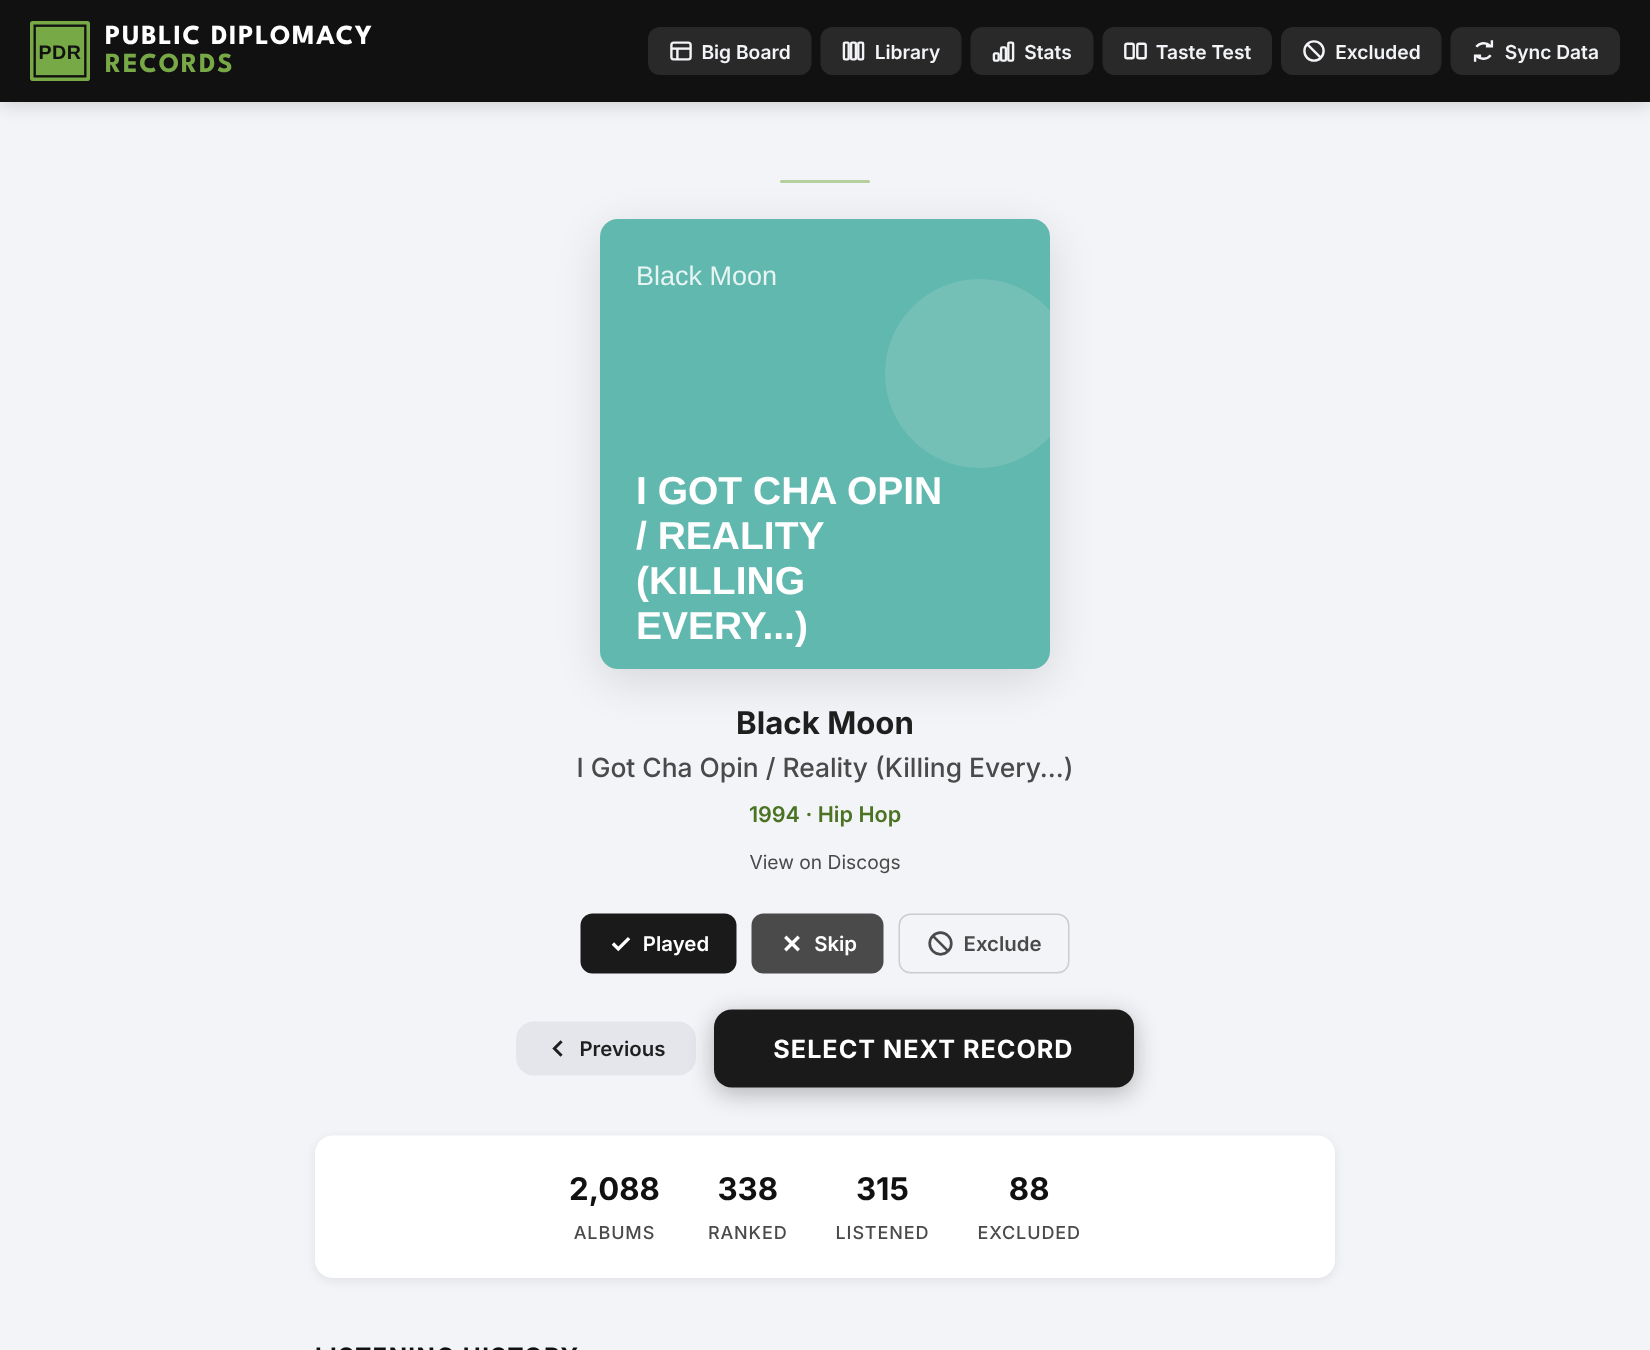 PDR
PUBLIC DIPLOMACY
RECORDS
Big Board
Library
Stats
Taste Test
Excluded
Sync Data
Black Moon
I GOT CHA OPIN
/ REALITY
(KILLING
EVERY...)
Black Moon
I Got Cha Opin / Reality (Killing Every...)
1994 · Hip Hop
View on Discogs
Played
Skip
Exclude
Previous
SELECT NEXT RECORD
2,088
ALBUMS
338
RANKED
315
LISTENED
88
EXCLUDED
LISTENING HISTORY